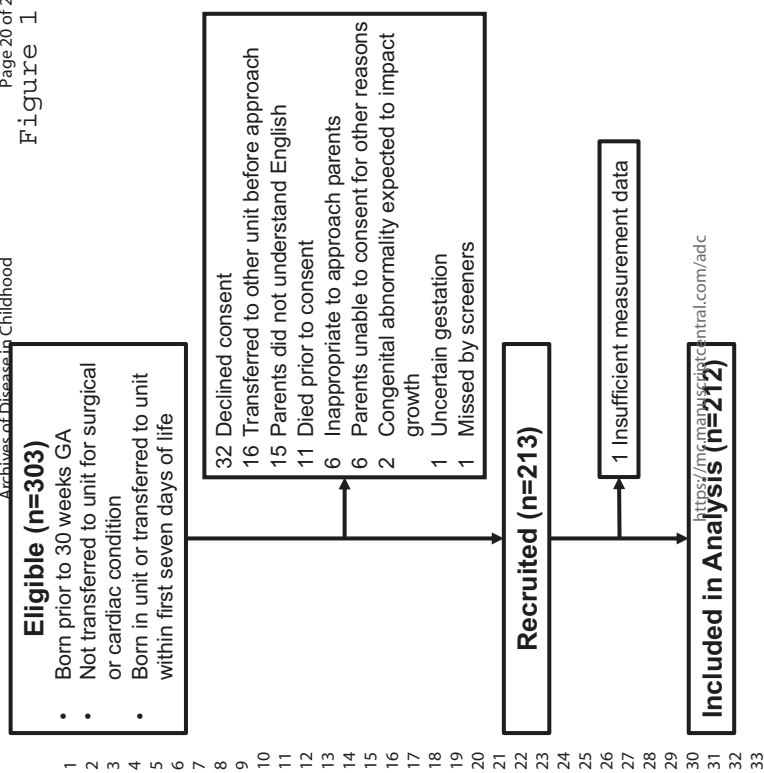 Page 20 of 2
Archives of Disease in Childhood
Figure 1
Eligible (n=303)
• Born prior to 30 weeks GA
• Not transferred to unit for surgical
or cardiac condition
• Born in unit or transferred to unit
within first seven days of life
32 Declined consent
16 Transferred to other unit before approach
15 Parents did not understand English
11 Died prior to consent
6 Inappropriate to approach parents
6 Parents unable to consent for other reasons
2 Congenital abnormality expected to impact
growth
1 Uncertain gestation
1 Missed by screeners
Recruited (n=213)
1 Insufficient measurement data
https://mc.manuscriptcentral.com/adc
Included in Analysis (n=212)
1
2
3
4
5
6
7
8
9
10
11
12
13
14
15
16
17
18
19
20
21
22
23
24
25
26
27
28
29
30
31
32
33